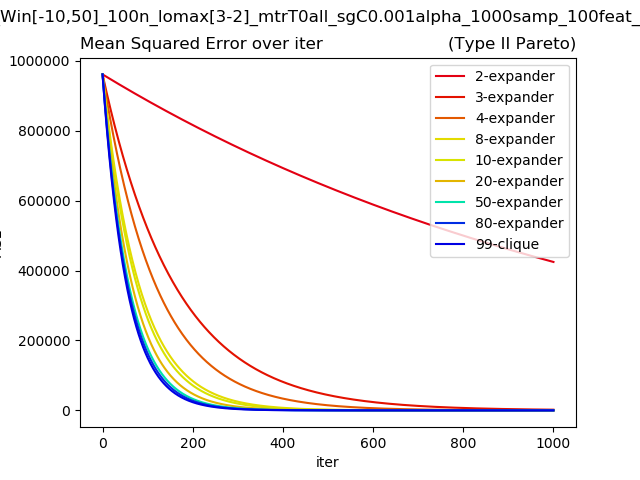 Win[-10,50]_100n_lomax[3-2]_mtrT0all_sgC0.001alpha_1000samp_100feat_
Mean Squared Error over iter (Type II Pareto)
1000000
800000
600000
400000
200000
0
0 200 400 600 800 1000
iter
2-expander
3-expander
4-expander
8-expander
10-expander
20-expander
50-expander
80-expander
99-clique